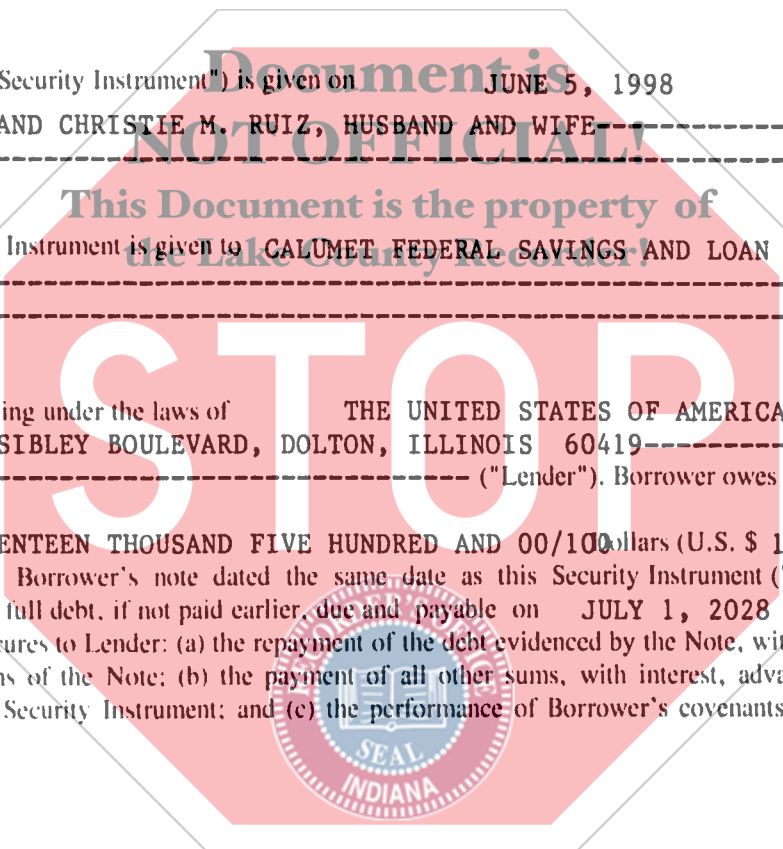 Document is
Security Instrument") is given on JUNE 5, 1998
AND CHRISTIE M. RUIZ, HUSBAND AND WIFE
NOT OFFICIAL!
This Document is the property of
Instrument is given to CALUMET FEDERAL SAVINGS AND LOAN
the Lake County Recorder!
STOP
ing under the laws of THE UNITED STATES OF AMERICA
SIBLEY BOULEVARD, DOLTON, ILLINOIS 60419
("Lender"). Borrower owes
ENTEEN THOUSAND FIVE HUNDRED AND 00/100 Dollars (U.S. $ 1
Borrower's note dated the same date as this Security Instrument ("
full debt, if not paid earlier, due and payable on JULY 1, 2028
ures to Lender: (a) the repayment of the debt evidenced by the Note, wit
s of the Note; (b) the payment of all other sums, with interest, adva
Security Instrument; and (c) the performance of Borrower's covenants
SEAL
INDIANA